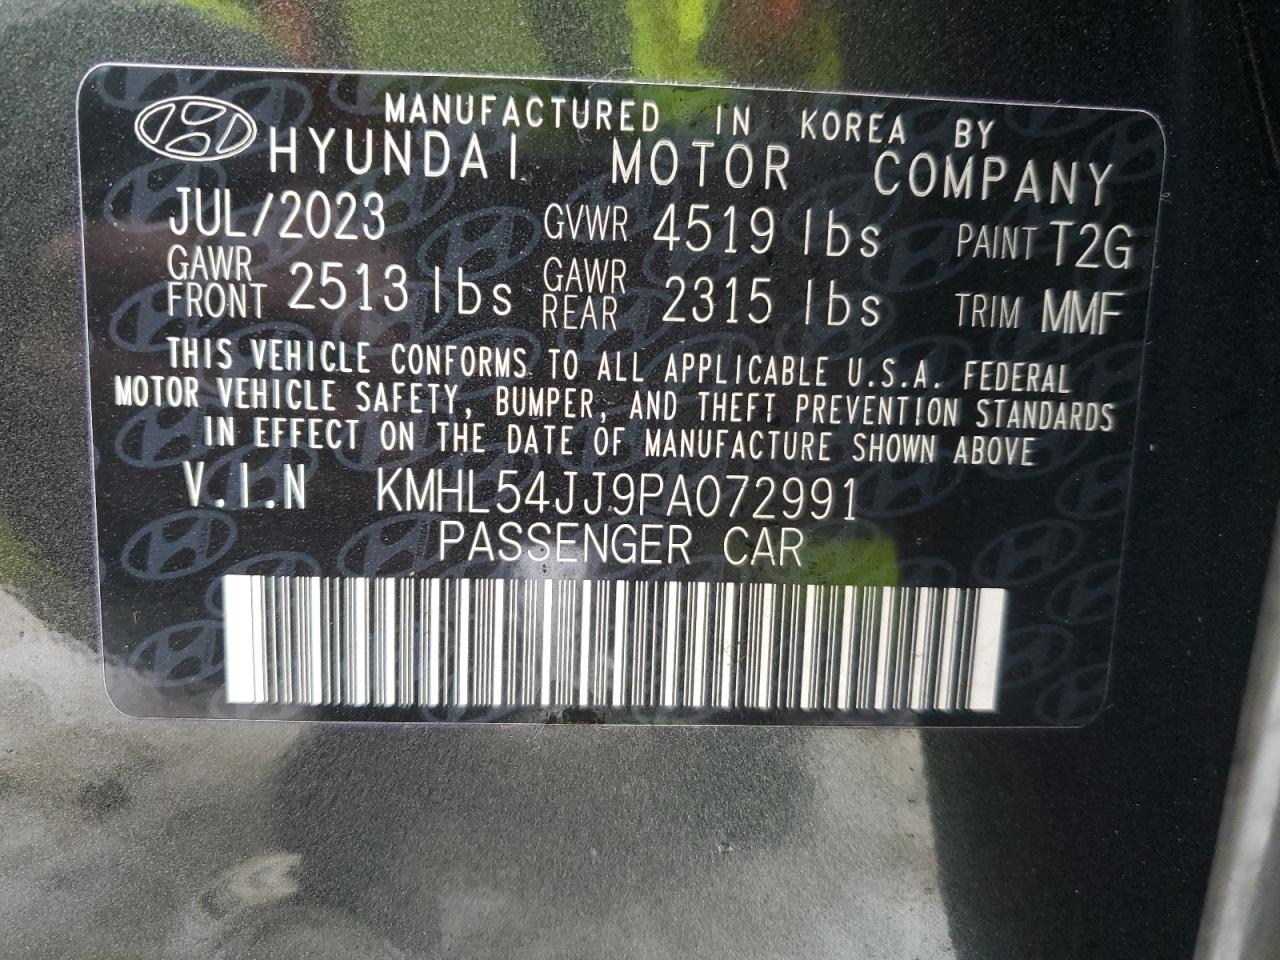 MANUFACTURED IN KOREA BY
HYUNDAI MOTOR COMPANY
JUL/2023 GVWR 4519 lbs PAINT T2G
GAWR FRONT 2513 lbs GAWR REAR 2315 lbs TRIM MMF
THIS VEHICLE CONFORMS TO ALL APPLICABLE U.S.A. FEDERAL
MOTOR VEHICLE SAFETY, BUMPER, AND THEFT PREVENTION STANDARDS
IN EFFECT ON THE DATE OF MANUFACTURE SHOWN ABOVE
V.I.N KMHL54JJ9PA072991
PASSENGER CAR